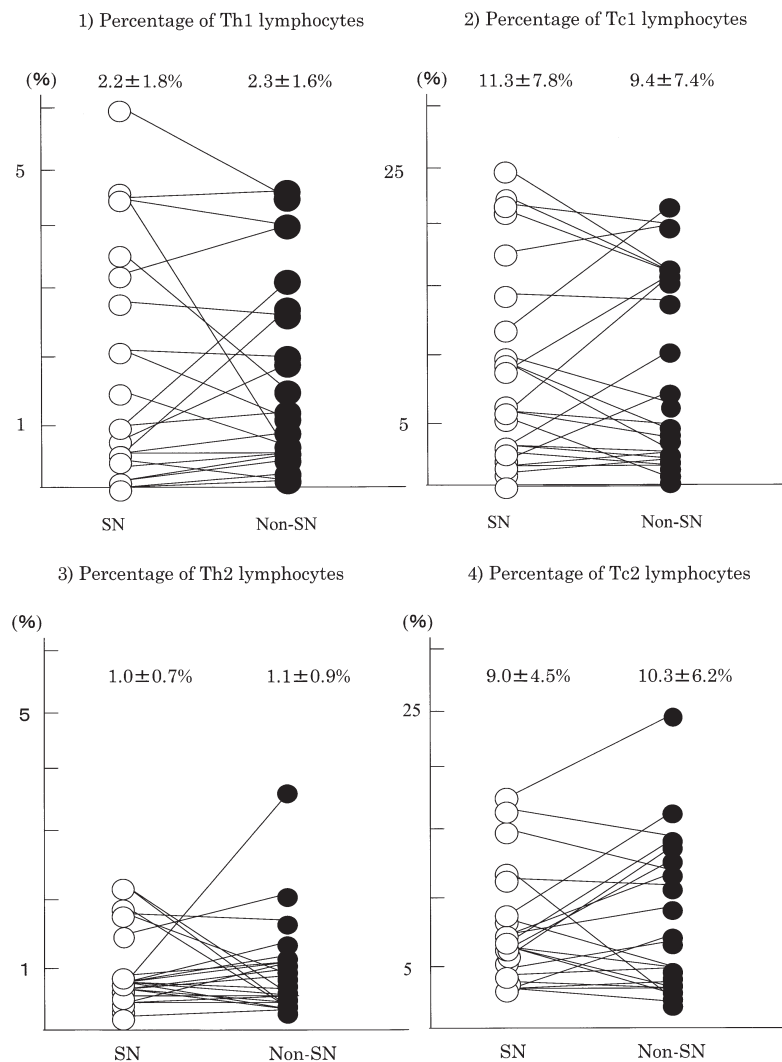 1) Percentage of Th1 lymphocytes
(%) 2.2±1.8% 2.3±1.6%
5
1
SN Non-SN
2) Percentage of Tc1 lymphocytes
(%) 11.3±7.8% 9.4±7.4%
25
5
SN Non-SN
3) Percentage of Th2 lymphocytes
(%)
1.0±0.7% 1.1±0.9%
5
1
SN Non-SN
4) Percentage of Tc2 lymphocytes
(%)
9.0±4.5% 10.3±6.2%
25
5
SN Non-SN